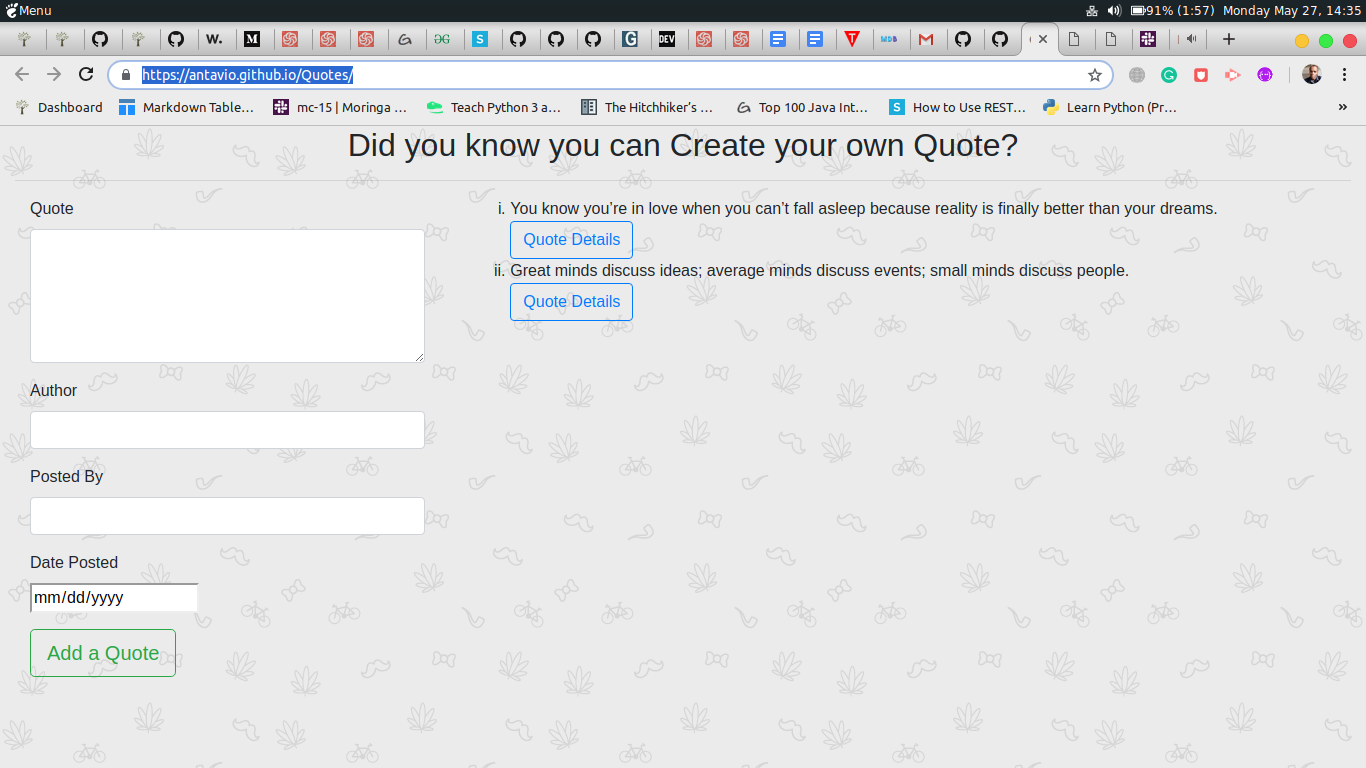 Menu
91% (1:57) Monday May 27, 14:35
https://antavio.github.io/Quotes/
Dashboard Markdown Table... mc-15 | Moringa ... Teach Python 3 a... The Hitchhiker's ... Top 100 Java Int... How to Use REST... Learn Python (Pr... »
Did you know you can Create your own Quote?
Quote
Author
Posted By
Date Posted
mm/dd/yyyy
Add a Quote
i. You know you’re in love when you can’t fall asleep because reality is finally better than your dreams.
Quote Details
ii. Great minds discuss ideas; average minds discuss events; small minds discuss people.
Quote Details